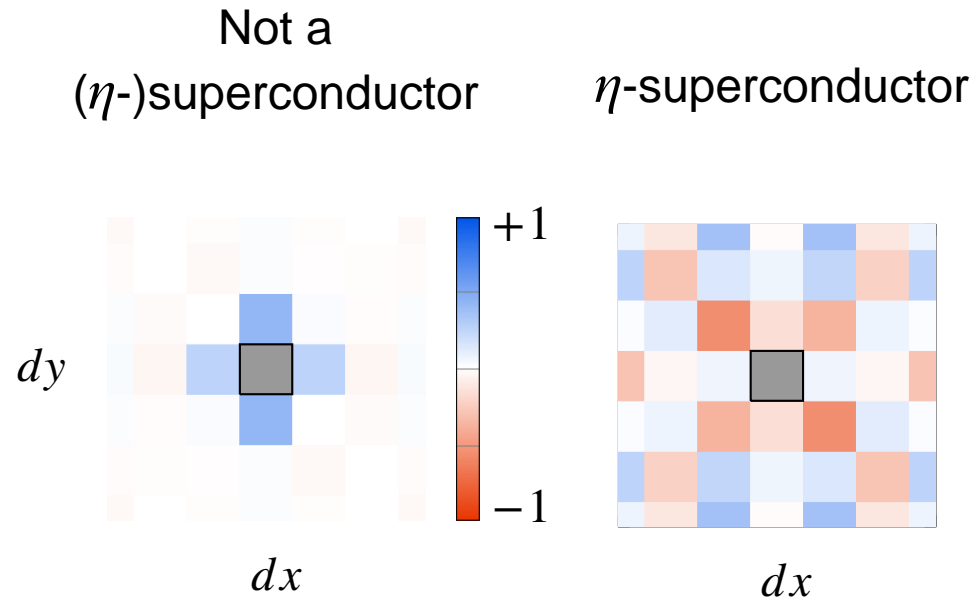 Not a
(η-)superconductor
η-superconductor
+1
dy
−1
dx
dx